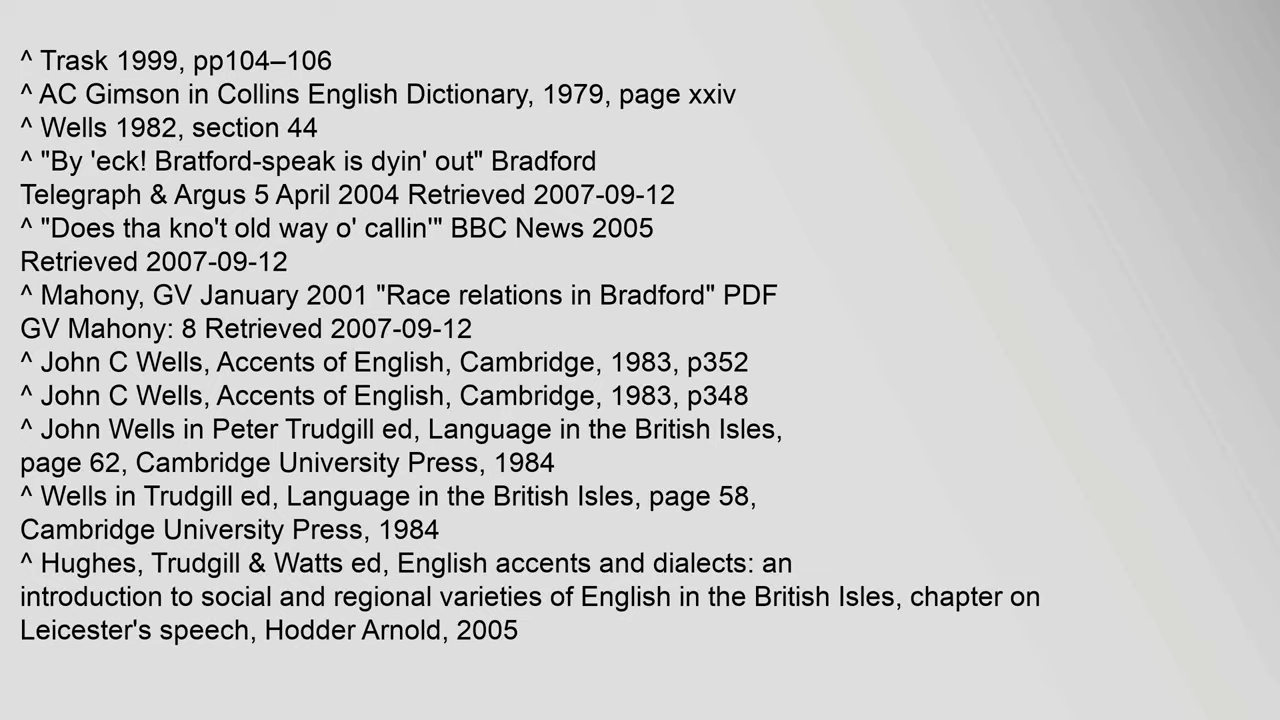 ^ Trask 1999, pp104–106
^ AC Gimson in Collins English Dictionary, 1979, page xxiv
^ Wells 1982, section 44
^ "By 'eck! Bratford-speak is dyin' out" Bradford
Telegraph & Argus 5 April 2004 Retrieved 2007-09-12
^ "Does tha kno't old way o' callin'" BBC News 2005
Retrieved 2007-09-12
^ Mahony, GV January 2001 "Race relations in Bradford" PDF
GV Mahony: 8 Retrieved 2007-09-12
^ John C Wells, Accents of English, Cambridge, 1983, p352
^ John C Wells, Accents of English, Cambridge, 1983, p348
^ John Wells in Peter Trudgill ed, Language in the British Isles,
page 62, Cambridge University Press, 1984
^ Wells in Trudgill ed, Language in the British Isles, page 58,
Cambridge University Press, 1984
^ Hughes, Trudgill & Watts ed, English accents and dialects: an
introduction to social and regional varieties of English in the British Isles, chapter on
Leicester's speech, Hodder Arnold, 2005